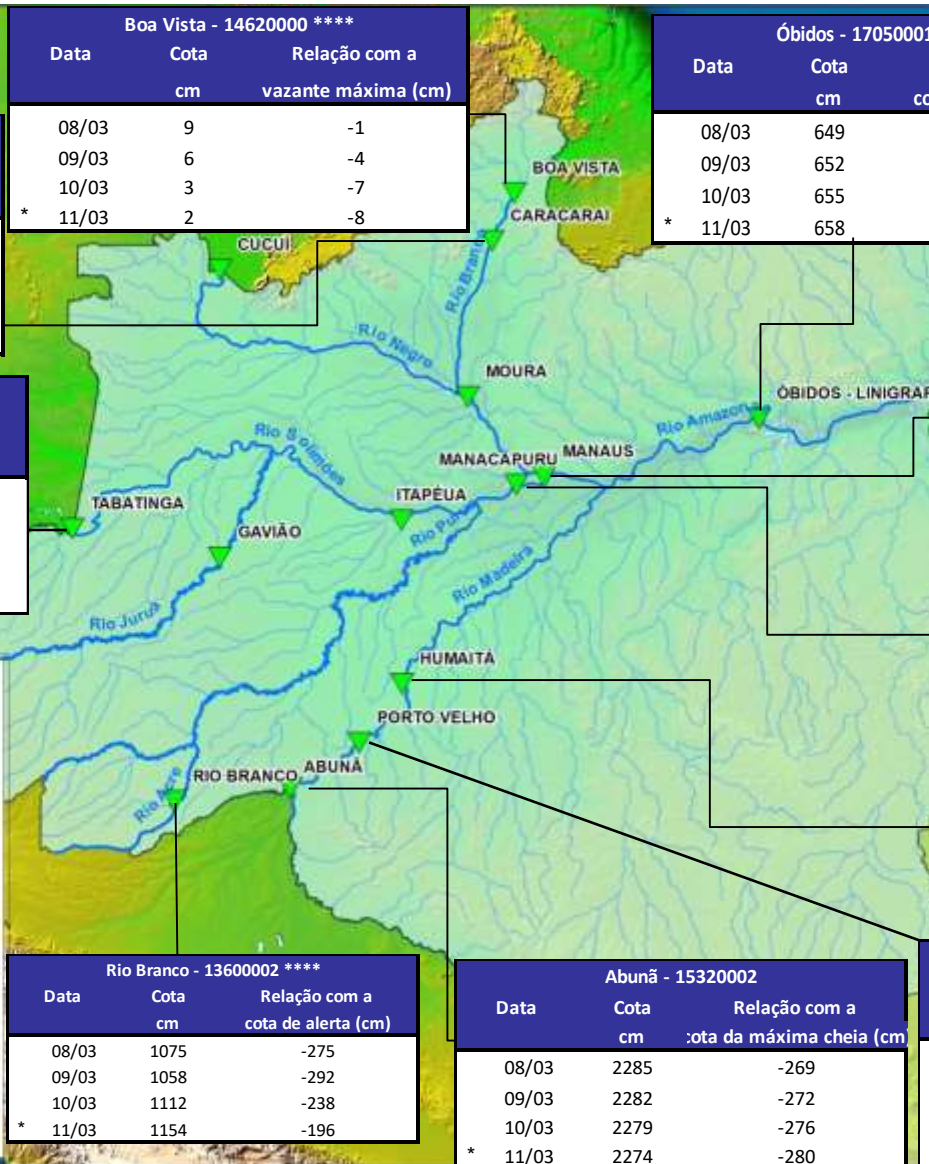 Boa Vista - 14620000 ****
Data Cota Relação com a
cm vazante máxima (cm)
08/03 9 -1
09/03 6 -4
10/03 3 -7
* 11/03 2 -8
Óbidos - 17050001
Data Cota
cm co
08/03 649
09/03 652
10/03 655
* 11/03 658
BOA VISTA
CARACARAI
CUCUI
Rio Branco
Rio Negro
MOURA
ÓBIDOS - LINIGRAF
Rio Amazonas
Rio Solimões
MANACAPURU
MANAUS
TABATINGA
ITAPÉUA
GAVIÃO
Rio Pur
Rio Madeira
Rio Juruá
HUMAITÁ
PORTO VELHO
ABUNÃ
RIO BRANCO
Rio Acre
Rio Branco - 13600002 ****
Data Cota Relação com a
cm cota de alerta (cm)
08/03 1075 -275
09/03 1058 -292
10/03 1112 -238
* 11/03 1154 -196
Abunã - 15320002
Data Cota Relação com a
cm cota da máxima cheia (cm)
08/03 2285 -269
09/03 2282 -272
10/03 2279 -276
* 11/03 2274 -280